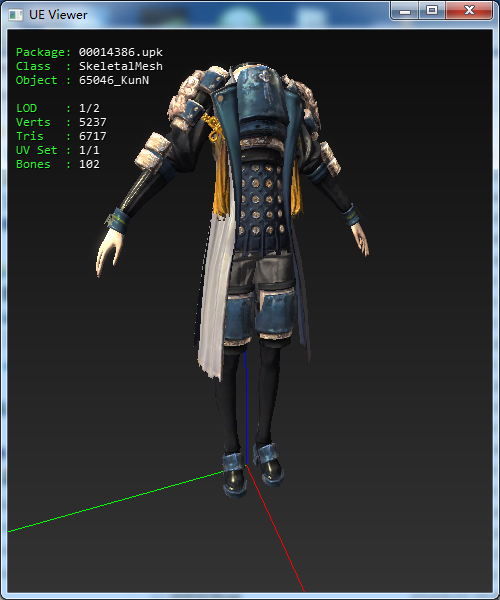 UE Viewer
Package: 00014386.upk
Class : SkeletalMesh
Object : 65046_KunN
LOD : 1/2
Verts : 5237
Tris : 6717
UV Set : 1/1
Bones : 102